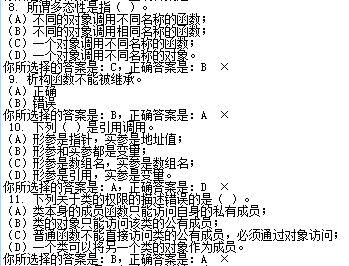 8. 所谓多态性是指（ ）。
(A) 不同的对象调用不同名称的函数；
(B) 不同的对象调用相同名称的函数；
(C) 一个对象调用不同名称的函数；
(D) 一个对象调用不同名称的对象。
你所选择的答案是：C，正确答案是：B  ×
9. 析构函数不能被继承。
(A) 正确
(B) 错误
你所选择的答案是：B，正确答案是：A  ×
10. 下列（ ）是引用调用。
(A) 形参是指针，实参是地址值；
(B) 形参和实参都是变量；
(C) 形参是数组名，实参是数组名；
(D) 形参是引用，实参是变量。
你所选择的答案是：A，正确答案是：D  ×
11. 下列关于类的权限的描述错误的是（ ）。
(A) 类本身的成员函数只能访问自身的私有成员；
(B) 类的对象只能访问该类的公有成员；
(C) 普通函数不能直接访问类的公有成员，必须通过对象访问；
(D) 一个类可以将另一个类的对象作为成员。
你所选择的答案是：B，正确答案是：A  ×